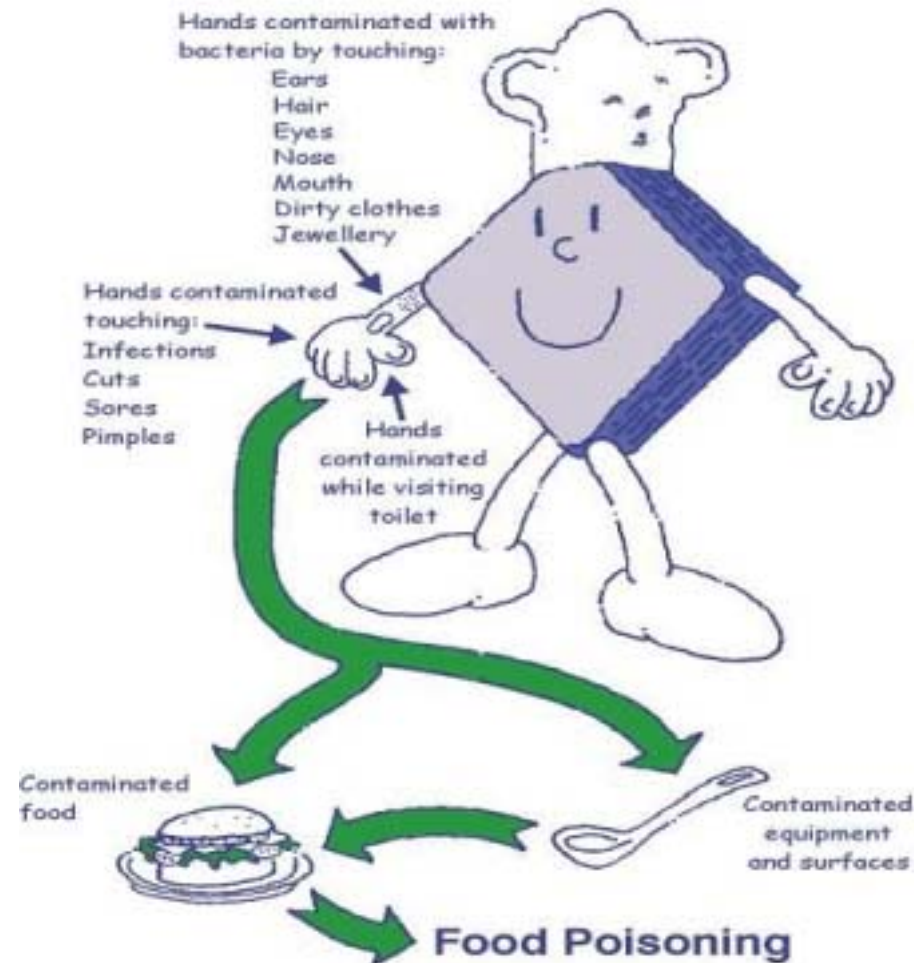 Hands contaminated with
bacteria by touching:
Ears
Hair
Eyes
Nose
Mouth
Dirty clothes
Jewellery
Hands contaminated
touching:
Infections
Cuts
Sores
Pimples
Hands
contaminated
while visiting
toilet
Contaminated
food
Contaminated
equipment
and surfaces
Food Poisoning